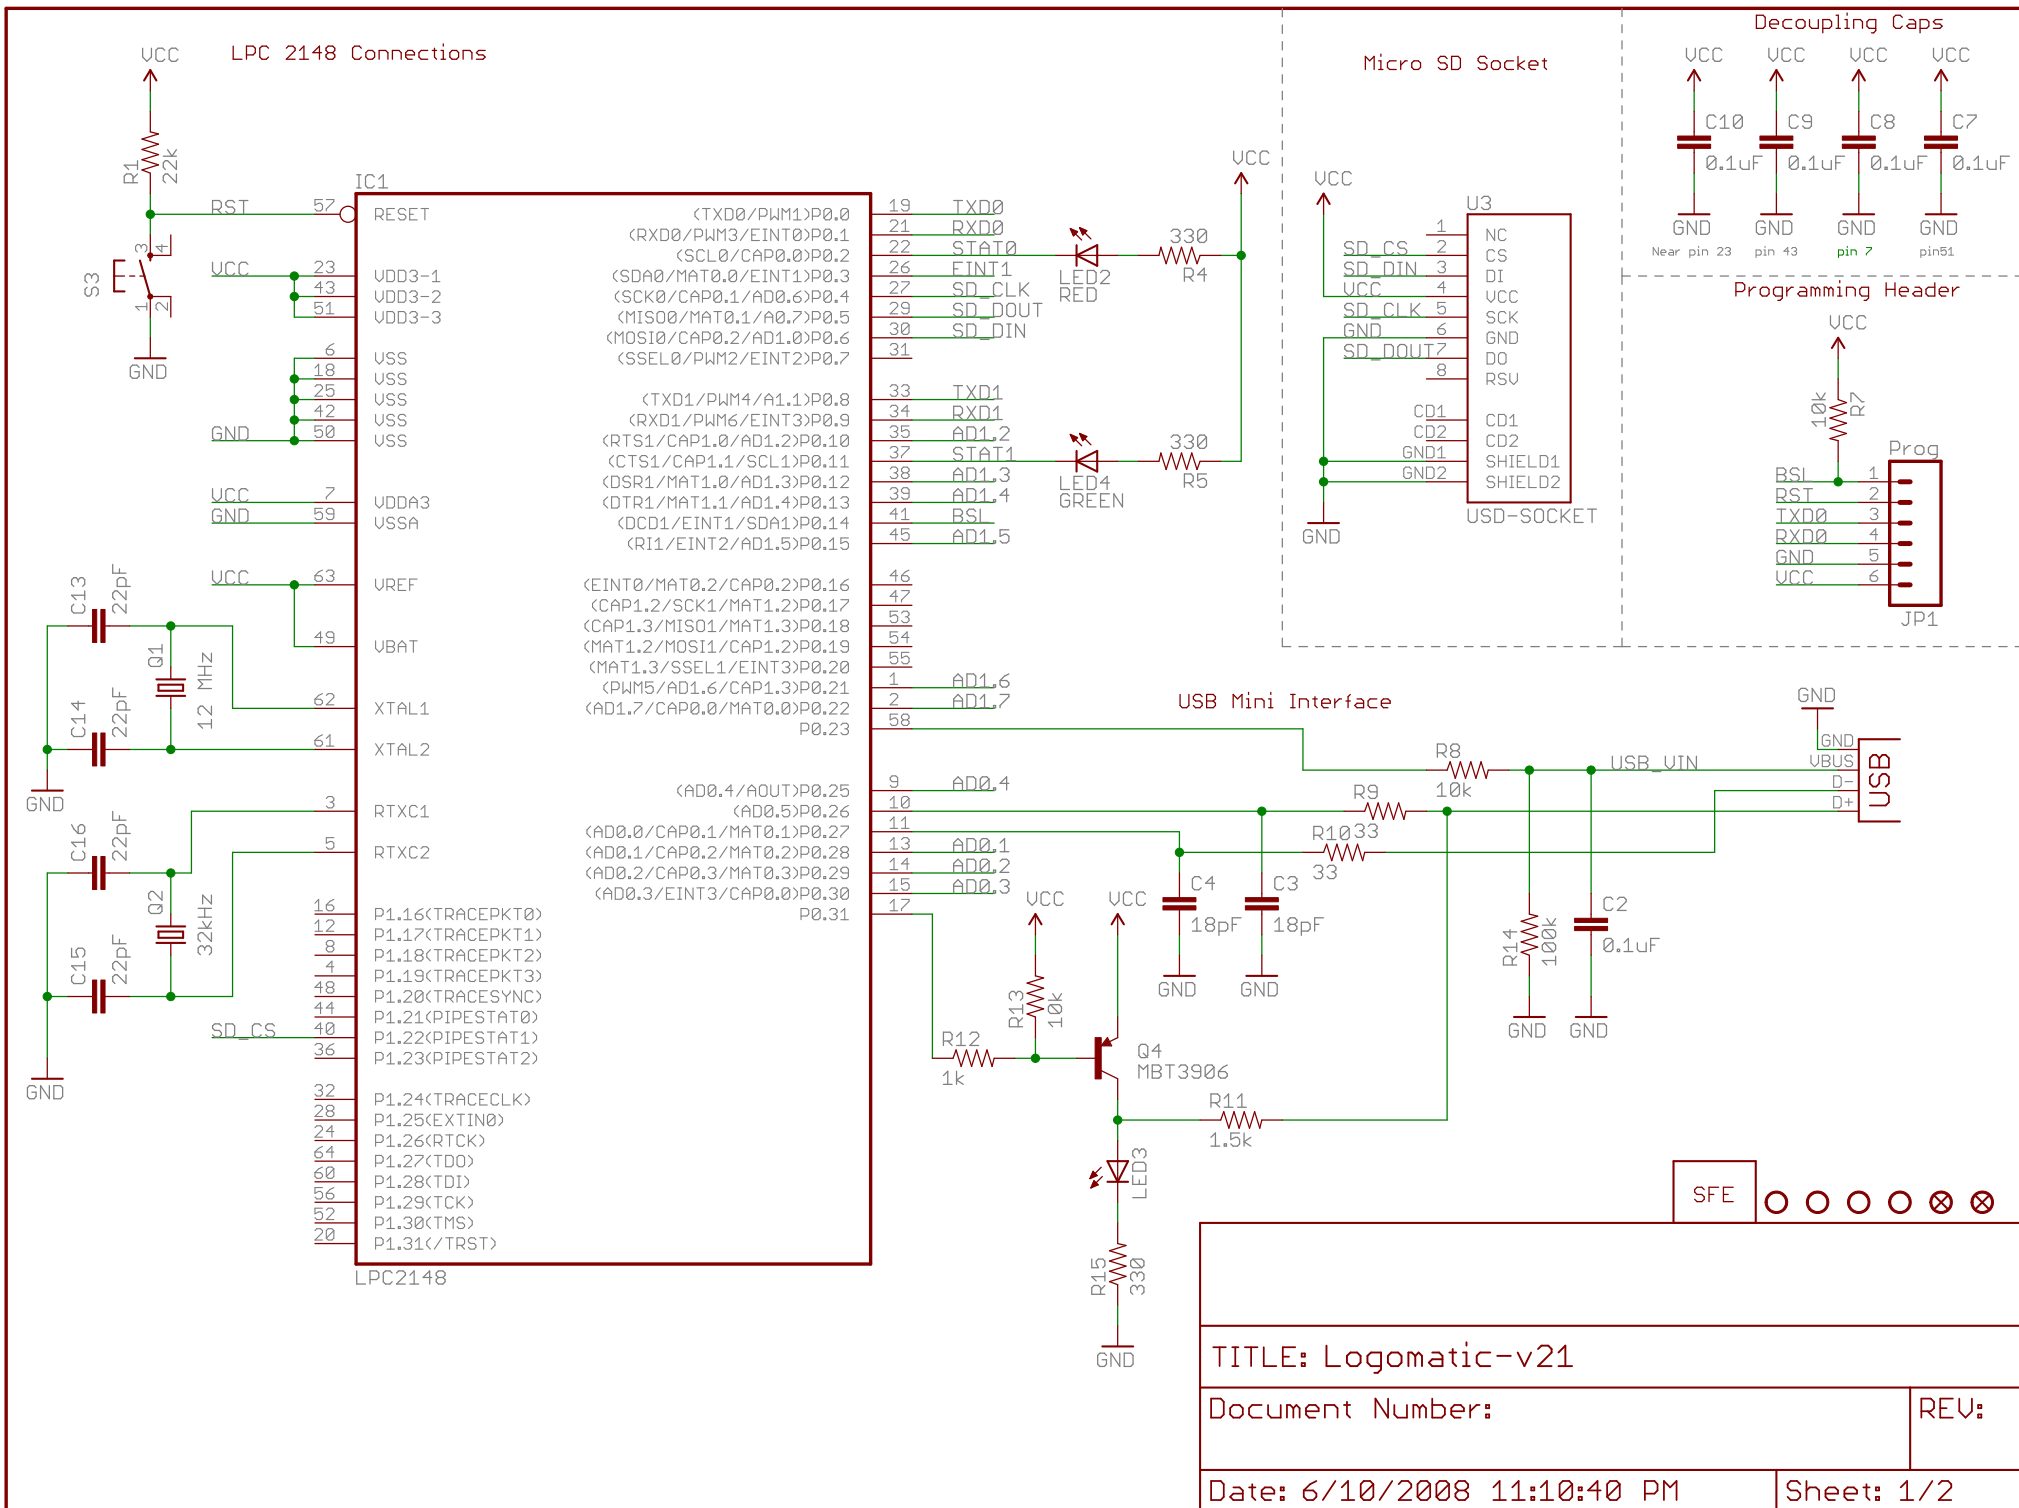 LPC 2148 Connections
VCC
R1
22k
RST
S3
3
4
1
2
GND
IC1
57 RESET
VCC
23 VDD3-1
43 VDD3-2
51 VDD3-3
6 VSS
18 VSS
25 VSS
42 VSS
GND 50 VSS
VCC 7 VDDA3
GND 59 VSSA
VCC 63 VREF
49 VBAT
62 XTAL1
61 XTAL2
3 RTXC1
5 RTXC2
16 P1.16(TRACEPKT0)
12 P1.17(TRACEPKT1)
8 P1.18(TRACEPKT2)
4 P1.19(TRACEPKT3)
48 P1.20(TRACESYNC)
44 P1.21(PIPESTAT0)
SD_CS 40 P1.22(PIPESTAT1)
36 P1.23(PIPESTAT2)
32 P1.24(TRACECLK)
28 P1.25(EXTIN0)
24 P1.26(RTCK)
64 P1.27(TDO)
60 P1.28(TDI)
56 P1.29(TCK)
52 P1.30(TMS)
20 P1.31(/TRST)
LPC2148
C13
22pF
Q1
12 MHz
C14
22pF
GND
C16
22pF
Q2
32kHz
C15
22pF
GND
(TXD0/PWM1)P0.0 19 TXD0
(RXD0/PWM3/EINT0)P0.1 21 RXD0
(SCL0/CAP0.0)P0.2 22 STAT0
(SDA0/MAT0.0/EINT1)P0.3 26 EINT1
(SCK0/CAP0.1/AD0.6)P0.4 27 SD_CLK
(MISO0/MAT0.1/A0.7)P0.5 29 SD_DOUT
(MOSI0/CAP0.2/AD1.0)P0.6 30 SD_DIN
(SSEL0/PWM2/EINT2)P0.7 31
(TXD1/PWM4/A1.1)P0.8 33 TXD1
(RXD1/PWM6/EINT3)P0.9 34 RXD1
(RTS1/CAP1.0/AD1.2)P0.10 35 AD1.2
(CTS1/CAP1.1/SCL1)P0.11 37 STAT1
(DSR1/MAT1.0/AD1.3)P0.12 38 AD1.3
(DTR1/MAT1.1/AD1.4)P0.13 39 AD1.4
(DCD1/EINT1/SDA1)P0.14 41 BSL
(RI1/EINT2/AD1.5)P0.15 45 AD1.5
(EINT0/MAT0.2/CAP0.2)P0.16 46
(CAP1.2/SCK1/MAT1.2)P0.17 47
(CAP1.3/MISO1/MAT1.3)P0.18 53
(MAT1.2/MOSI1/CAP1.2)P0.19 54
(MAT1.3/SSEL1/EINT3)P0.20 55
(PWM5/AD1.6/CAP1.3)P0.21 1 AD1.6
(AD1.7/CAP0.0/MAT0.0)P0.22 2 AD1.7
P0.23 58
(AD0.4/AOUT)P0.25 9 AD0.4
(AD0.5)P0.26 10
(AD0.0/CAP0.1/MAT0.1)P0.27 11
(AD0.1/CAP0.2/MAT0.2)P0.28 13 AD0.1
(AD0.2/CAP0.3/MAT0.3)P0.29 14 AD0.2
(AD0.3/EINT3/CAP0.0)P0.30 15 AD0.3
P0.31 17
VCC
LED2
RED
330
R4
LED4
GREEN
330
R5
Micro SD Socket
VCC
U3
1 NC
SD_CS 2 CS
SD_DIN 3 DI
VCC 4 VCC
SD_CLK 5 SCK
GND 6 GND
SD_DOUT 7 DO
8 RSV
CD1 CD1
CD2 CD2
GND1 SHIELD1
GND2 SHIELD2
USD-SOCKET
GND
Decoupling Caps
VCC VCC VCC VCC
C10 C9 C8 C7
0.1uF 0.1uF 0.1uF 0.1uF
GND GND GND GND
Near pin 23 pin 43 pin 7 pin51
Programming Header
VCC
10k
R7
Prog
BSL 1
RST 2
TXD0 3
RXD0 4
GND 5
VCC 6
JP1
USB Mini Interface
GND
GND
VBUS
D-
D+
USB
USB_VIN
R8
10k
R9
33
R10
33
C4
18pF
GND
C3
18pF
GND
R14
100k
GND
C2
0.1uF
GND
VCC VCC
R13
10k
R12
1k
Q4
MBT3906
R11
1.5k
LED3
R15
330
GND
SFE
TITLE: Logomatic-v21
Document Number:
REV:
Date: 6/10/2008 11:10:40 PM
Sheet: 1/2